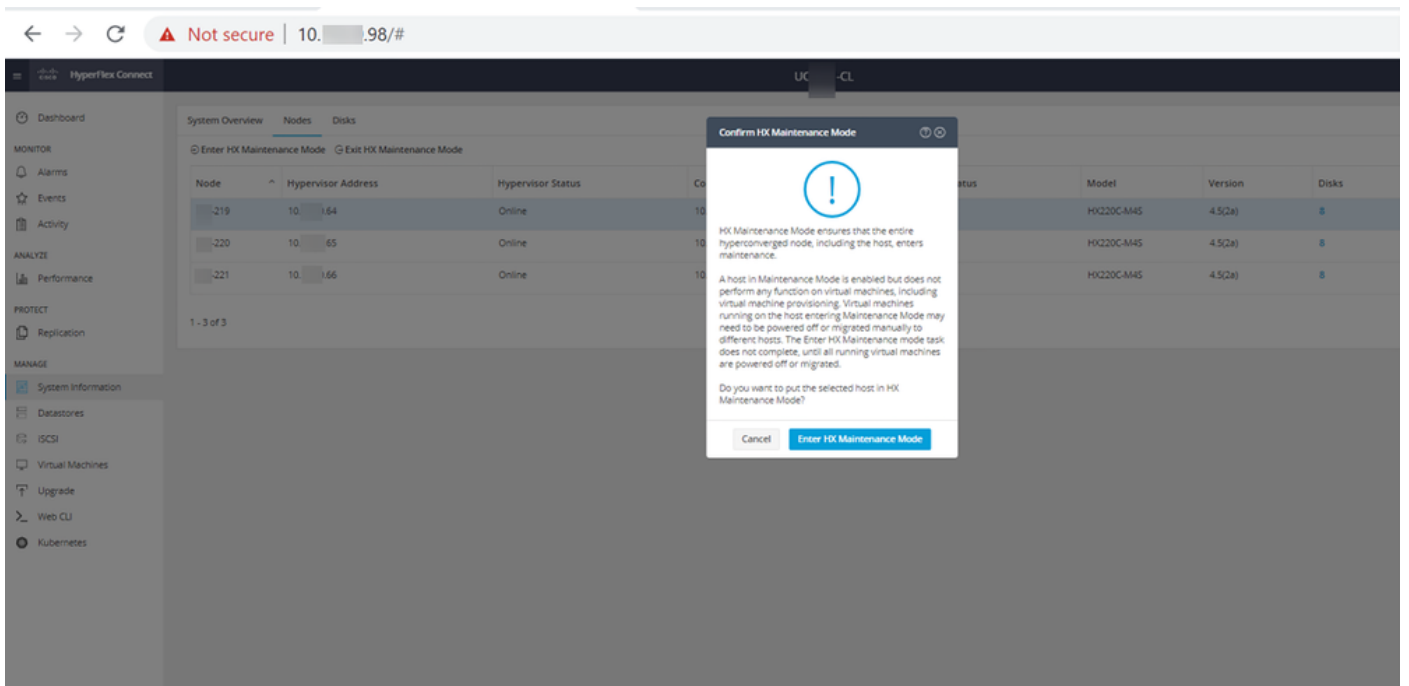 Not secure | 10. .98/#
cisco HyperFlex Connect
UC -CL
Dashboard
MONITOR
Alarms
Events
Activity
ANALYZE
Performance
PROTECT
Replication
MANAGE
System Information
Datastores
iSCSI
Virtual Machines
Upgrade
Web CLI
Kubernetes
System Overview Nodes Disks
Enter HX Maintenance Mode Exit HX Maintenance Mode
Node Hypervisor Address Hypervisor Status Co atus Model Version Disks
-219 10. .64 Online 10. HX220C-M4S 4.5(2a) 8
-220 10. 65 Online 10. HX220C-M4S 4.5(2a) 8
-221 10. .66 Online 10. HX220C-M4S 4.5(2a) 8
1 - 3 of 3
Confirm HX Maintenance Mode
HX Maintenance Mode ensures that the entire
hyperconverged node, including the host, enters
maintenance.
A host in Maintenance Mode is enabled but does not
perform any function on virtual machines, including
virtual machine provisioning. Virtual machines
running on the host entering Maintenance Mode may
need to be powered off or migrated manually to
different hosts. The Enter HX Maintenance mode task
does not complete, until all running virtual machines
are powered off or migrated.
Do you want to put the selected host in HX
Maintenance Mode?
Cancel Enter HX Maintenance Mode